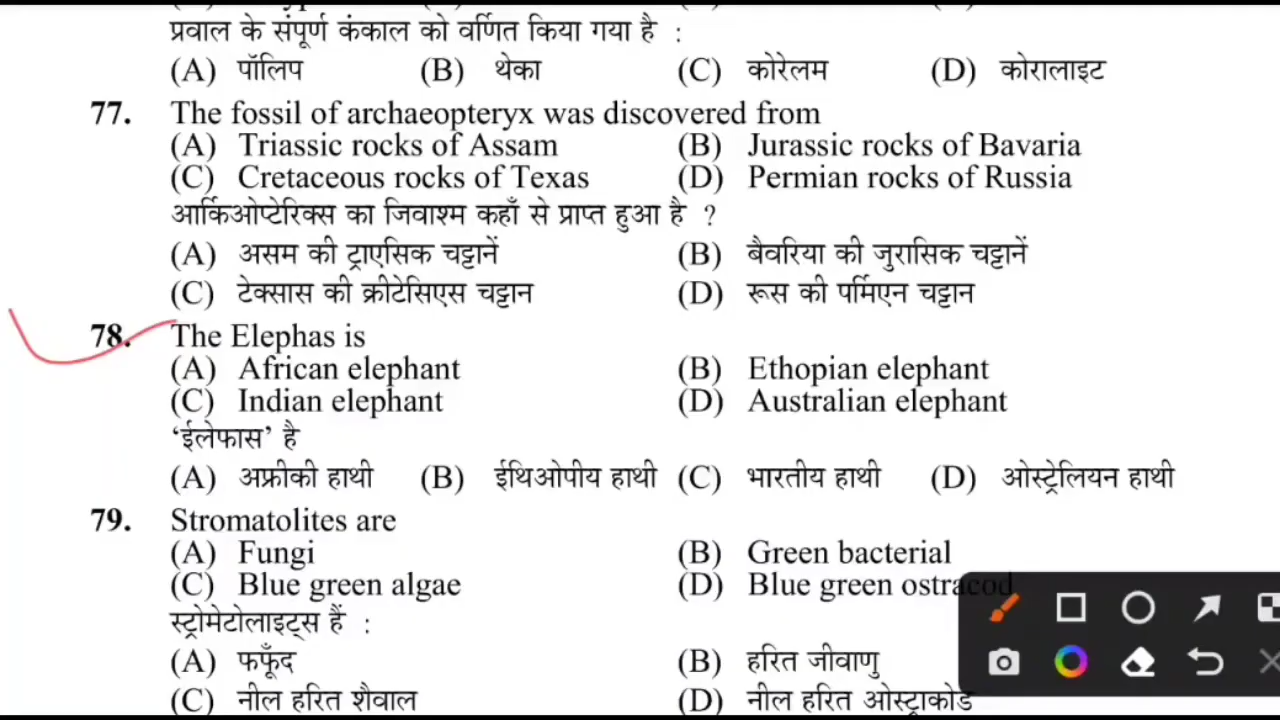 प्रवाल के संपूर्ण कंकाल को वर्णित किया गया है :
(A) पॉलिप (B) थेका (C) कोरेलम (D) कोरालाइट
77. The fossil of archaeopteryx was discovered from
(A) Triassic rocks of Assam (B) Jurassic rocks of Bavaria
(C) Cretaceous rocks of Texas (D) Permian rocks of Russia
आर्किओप्टेरिक्स का जिवाश्म कहाँ से प्राप्त हुआ है ?
(A) असम की ट्राएसिक चट्टानें (B) बैवरिया की जुरासिक चट्टानें
(C) टेक्सास की क्रीटेसिएस चट्टान (D) रूस की पर्मिएन चट्टान
78. The Elephas is
(A) African elephant (B) Ethopian elephant
(C) Indian elephant (D) Australian elephant
‘ईलेफास’ है
(A) अफ्रीकी हाथी (B) ईथिओपीय हाथी (C) भारतीय हाथी (D) ओस्ट्रेलियन हाथी
79. Stromatolites are
(A) Fungi (B) Green bacterial
(C) Blue green algae (D) Blue green ostracod
स्ट्रोमेटोलाइट्स हैं :
(A) फफूँद (B) हरित जीवाणु
(C) नील हरित शैवाल (D) नील हरित ओस्ट्राकोड